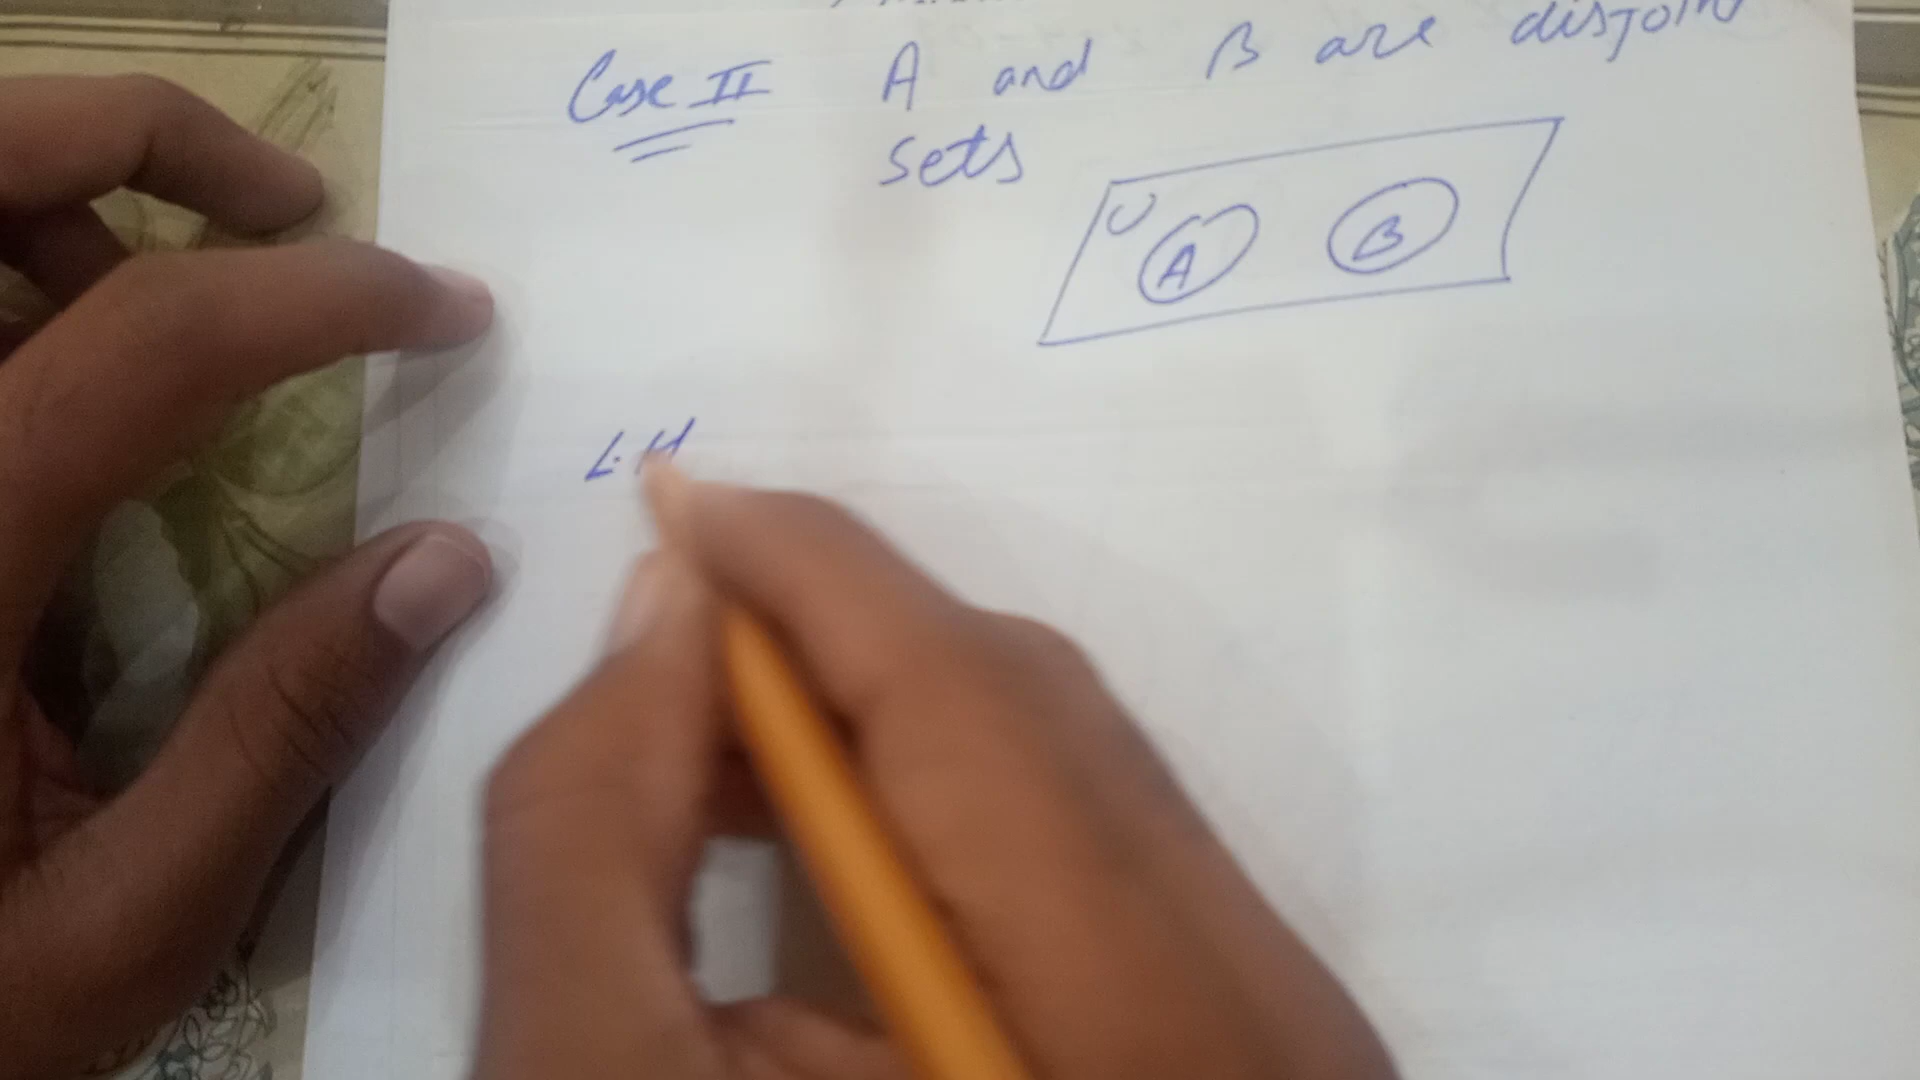 Case II A and B are disjoint
sets
U
A B
L.H